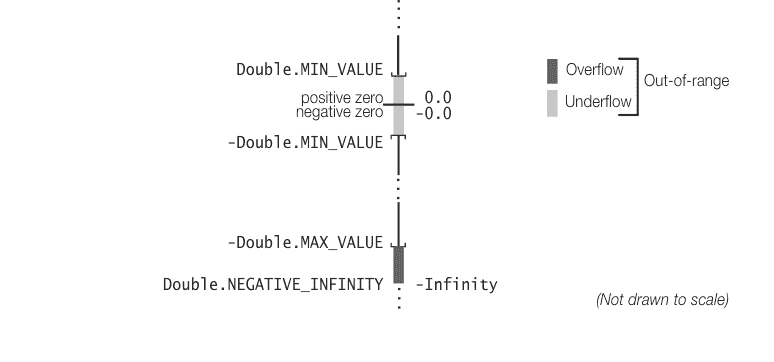 Double.MIN_VALUE
Overflow
Out-of-range
positive zero 0.0
Underflow
negative zero -0.0
-Double.MIN_VALUE
-Double.MAX_VALUE
Double.NEGATIVE_INFINITY -Infinity
(Not drawn to scale)